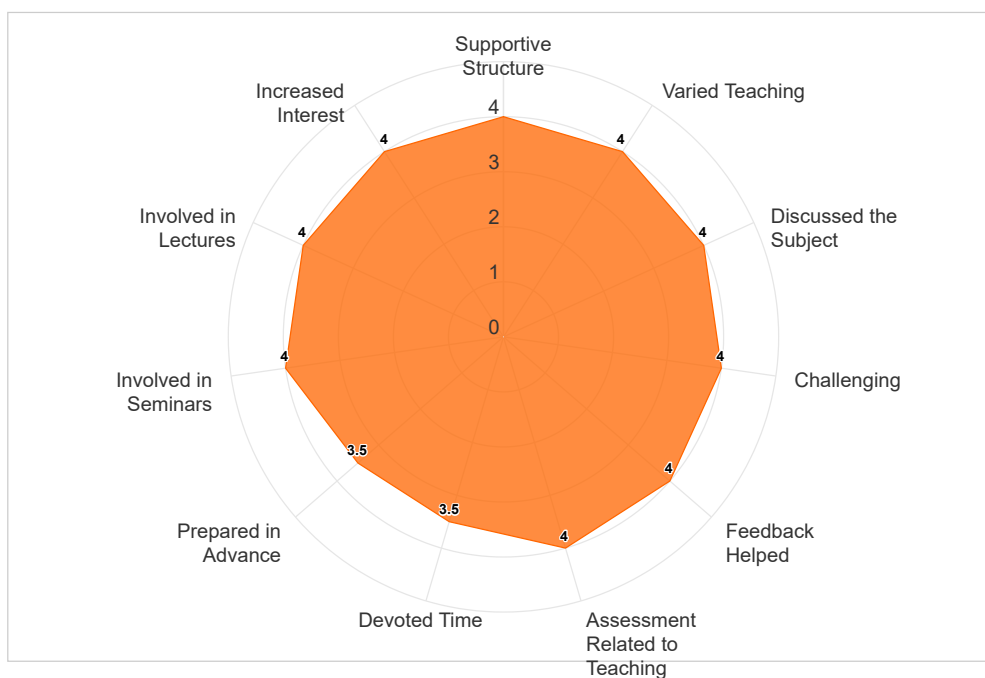 Supportive
Structure
Increased
Interest
Varied Teaching
4
4
4
3
Involved in
Lectures
4
2
4
Discussed the
Subject
1
0
Involved in
Seminars
4
4
Challenging
3.5
4
Prepared in
Advance
3.5
4
Feedback
Helped
Devoted Time
Assessment
Related to
Teaching